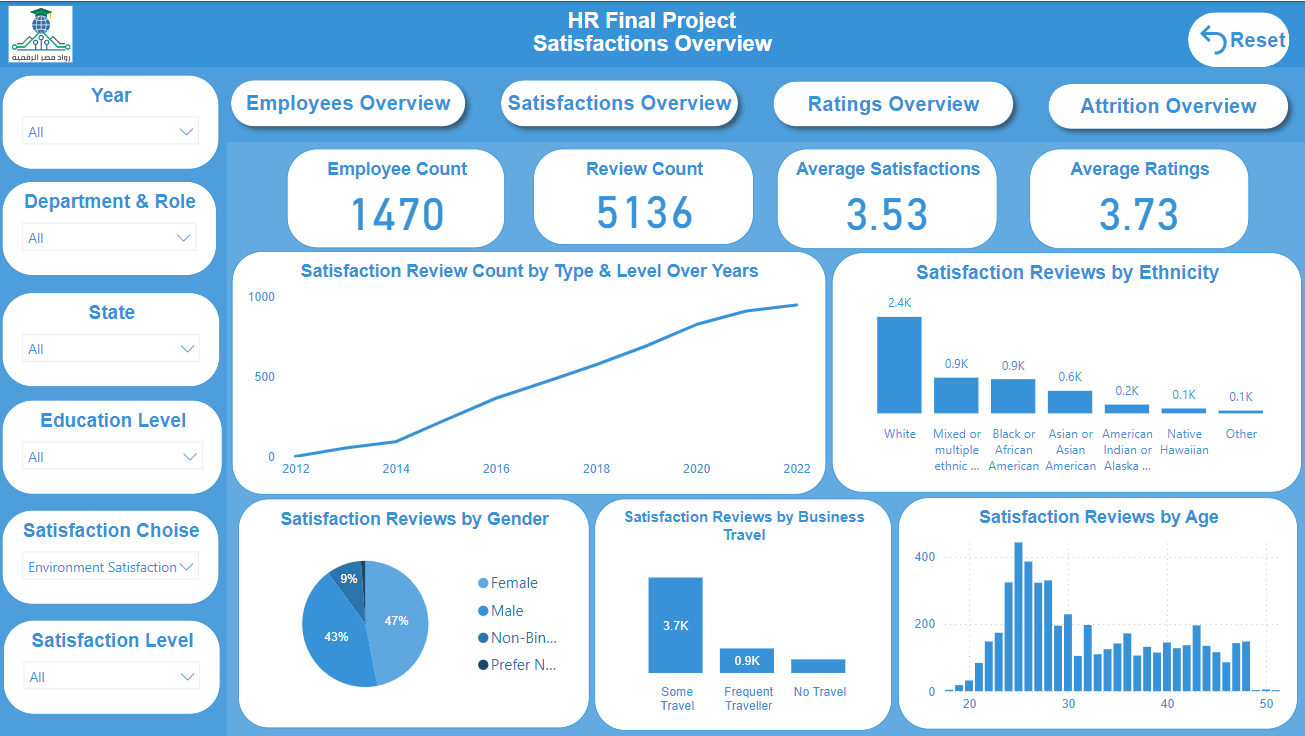 رواد مصر الرقمية
HR Final Project
Satisfactions Overview
Reset
Year
All
Department & Role
All
State
All
Education Level
All
Satisfaction Choise
Environment Satisfaction
Satisfaction Level
All
Employees Overview
Satisfactions Overview
Ratings Overview
Attrition Overview
Employee Count
1470
Review Count
5136
Average Satisfactions
3.53
Average Ratings
3.73
Satisfaction Review Count by Type & Level Over Years
1000
500
0
2012 2014 2016 2018 2020 2022
Satisfaction Reviews by Ethnicity
2.4K
0.9K
0.9K
0.6K
0.2K
0.1K
0.1K
White
Mixed or
multiple
ethnic ...
Black or
African
American
Asian or
Asian
American
American
Indian or
Alaska ...
Native
Hawaiian
Other
Satisfaction Reviews by Gender
9%
47%
43%
Female
Male
Non-Bin...
Prefer N...
Satisfaction Reviews by Business
Travel
3.7K
0.9K
Some
Travel
Frequent
Traveller
No Travel
Satisfaction Reviews by Age
400
200
0
20 30 40 50